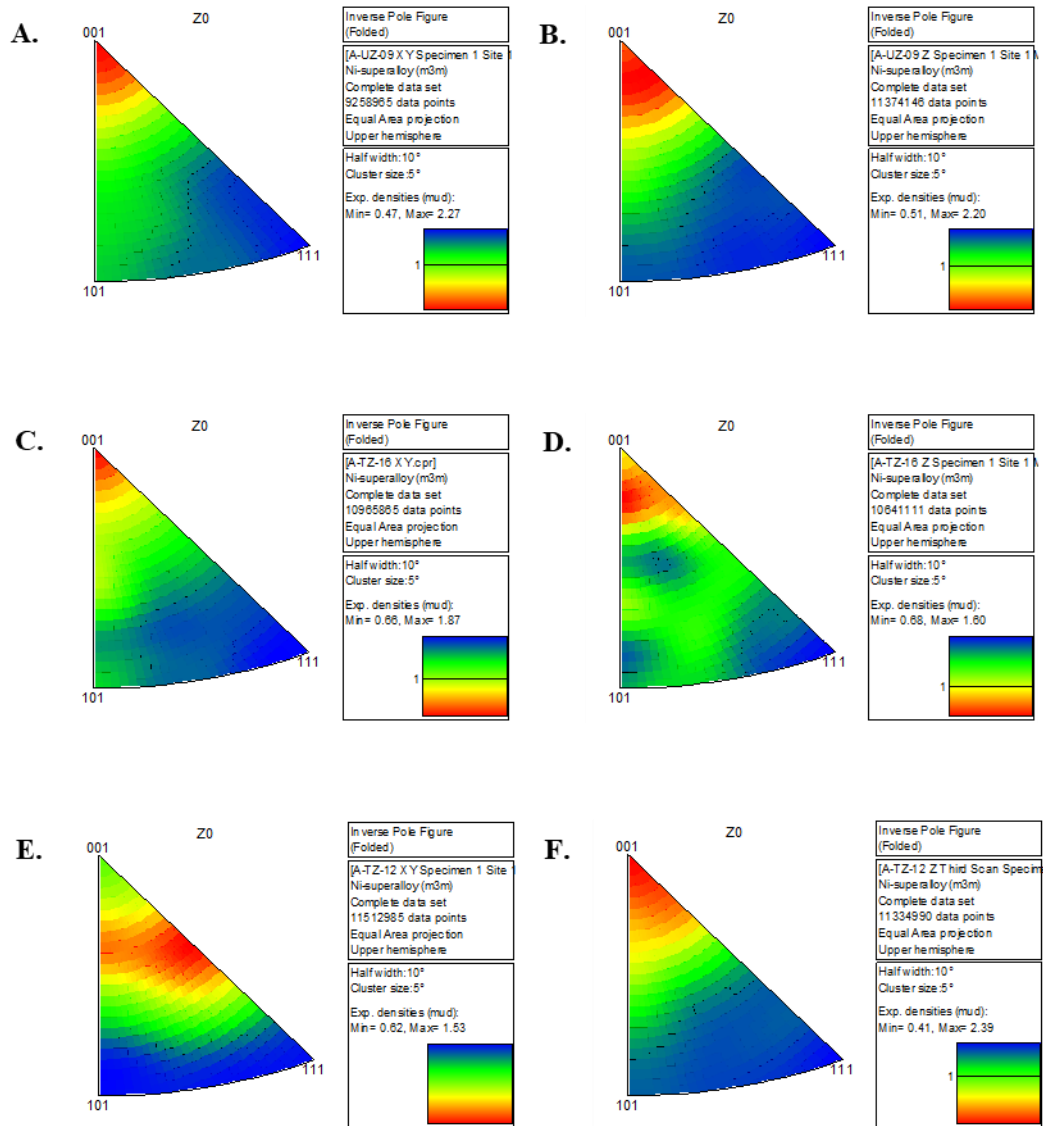 A.
Z0
001
101
111
Inverse Pole Figure
(Folded)
[A-UZ-09 XY Specimen 1 Site 1
Ni-superalloy (m3m)
Complete data set
9258965 data points
Equal Area projection
Upper hemisphere
Half width:10°
Cluster size:5°
Exp. densities (mud):
Min= 0.47, Max= 2.27
1
B.
Z0
001
101
111
Inverse Pole Figure
(Folded)
[A-UZ-09 Z Specimen 1 Site 1
Ni-superalloy (m3m)
Complete data set
11374146 data points
Equal Area projection
Upper hemisphere
Half width:10°
Cluster size:5°
Exp. densities (mud):
Min= 0.51, Max= 2.20
1
C.
Z0
001
101
111
Inverse Pole Figure
(Folded)
[A-TZ-16 XY.cpr]
Ni-superalloy (m3m)
Complete data set
10965865 data points
Equal Area projection
Upper hemisphere
Half width:10°
Cluster size:5°
Exp. densities (mud):
Min= 0.66, Max= 1.87
1
D.
Z0
001
101
111
Inverse Pole Figure
(Folded)
[A-TZ-16 Z Specimen 1 Site 1
Ni-superalloy (m3m)
Complete data set
10641111 data points
Equal Area projection
Upper hemisphere
Half width:10°
Cluster size:5°
Exp. densities (mud):
Min= 0.68, Max= 1.60
1
E.
Z0
001
101
111
Inverse Pole Figure
(Folded)
[A-TZ-12 XY Specimen 1 Site 1
Ni-superalloy (m3m)
Complete data set
11512985 data points
Equal Area projection
Upper hemisphere
Half width:10°
Cluster size:5°
Exp. densities (mud):
Min= 0.62, Max= 1.53
F.
Z0
001
101
111
Inverse Pole Figure
(Folded)
[A-TZ-12 Z Third Scan Specim
Ni-superalloy (m3m)
Complete data set
11334990 data points
Equal Area projection
Upper hemisphere
Half width:10°
Cluster size:5°
Exp. densities (mud):
Min= 0.41, Max= 2.39
1